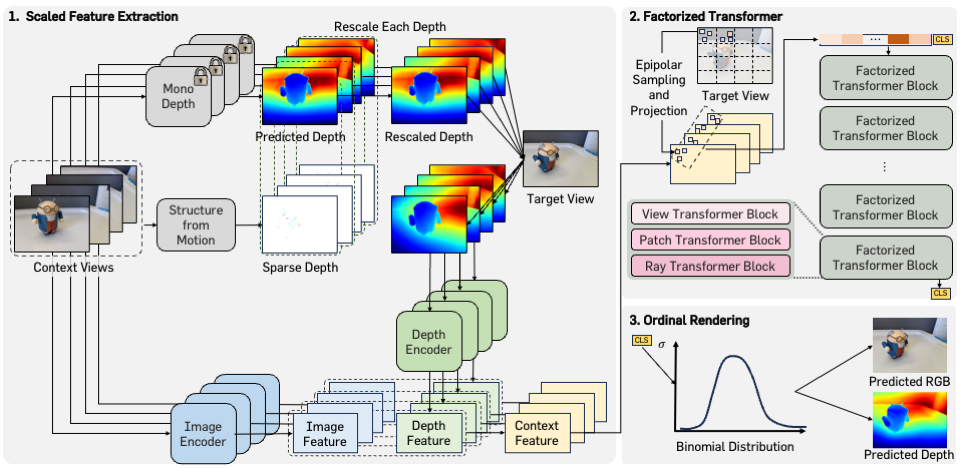 1. Scaled Feature Extraction
Rescale Each Depth
Mono
Depth
Predicted Depth
Rescaled Depth
Target View
Context Views
Structure
from
Motion
Sparse Depth
Depth
Encoder
Image
Encoder
Image
Feature
Depth
Feature
Context
Feature
2. Factorized Transformer
Epipolar
Sampling
and
Projection
Target View
...
CLS
Factorized
Transformer Block
Factorized
Transformer Block
...
Factorized
Transformer Block
Factorized
Transformer Block
CLS
View Transformer Block
Patch Transformer Block
Ray Transformer Block
3. Ordinal Rendering
CLS
σ
Binomial Distribution
Predicted RGB
Predicted Depth